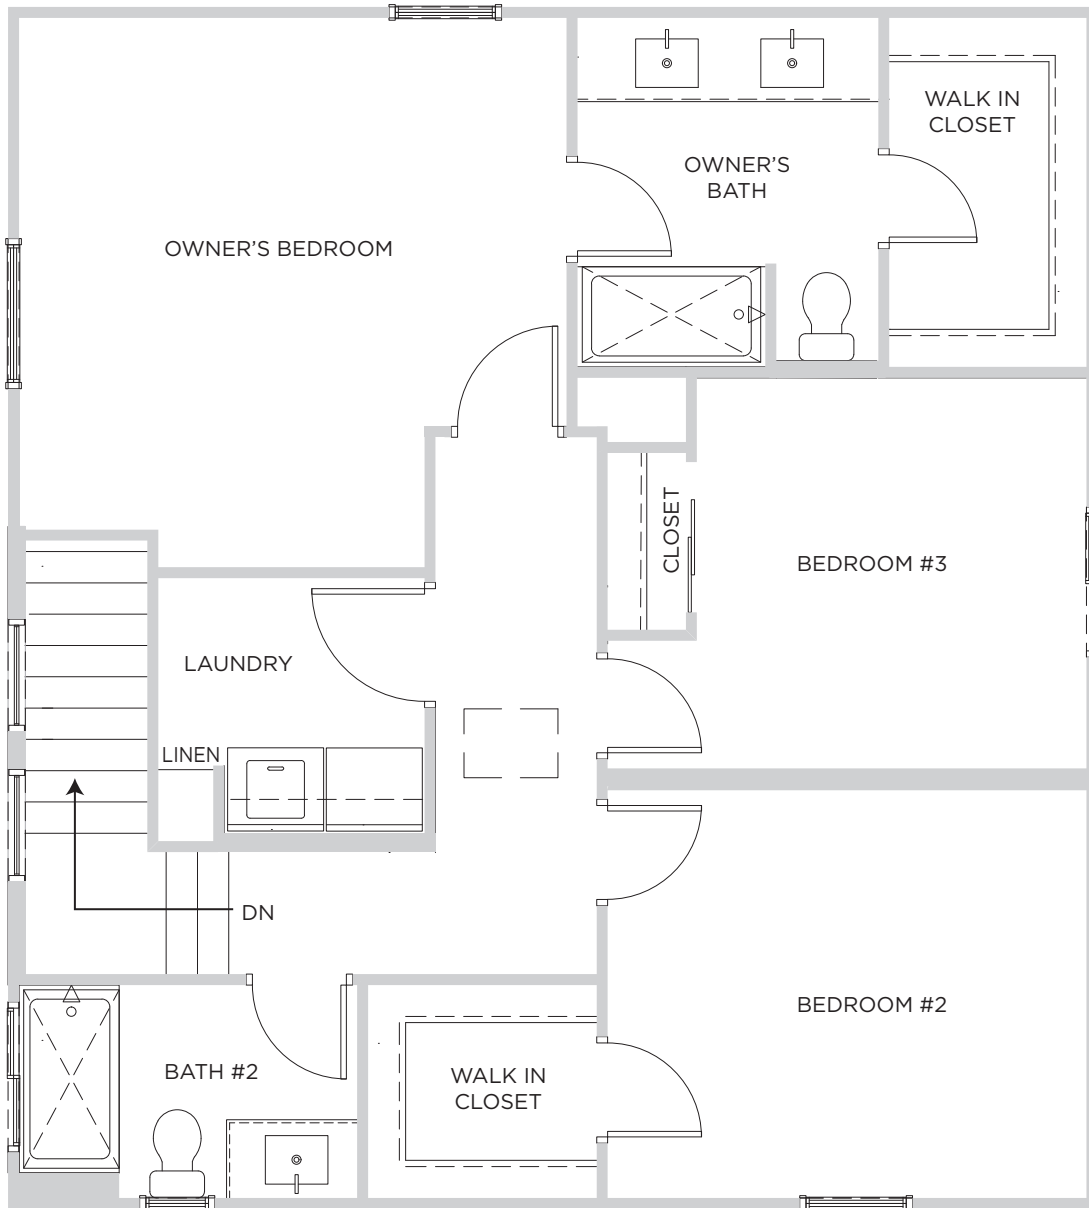 WALK IN
CLOSET
OWNER'S
BATH
OWNER'S BEDROOM
CLOSET
BEDROOM #3
LAUNDRY
LINEN
DN
BEDROOM #2
BATH #2
WALK IN
CLOSET